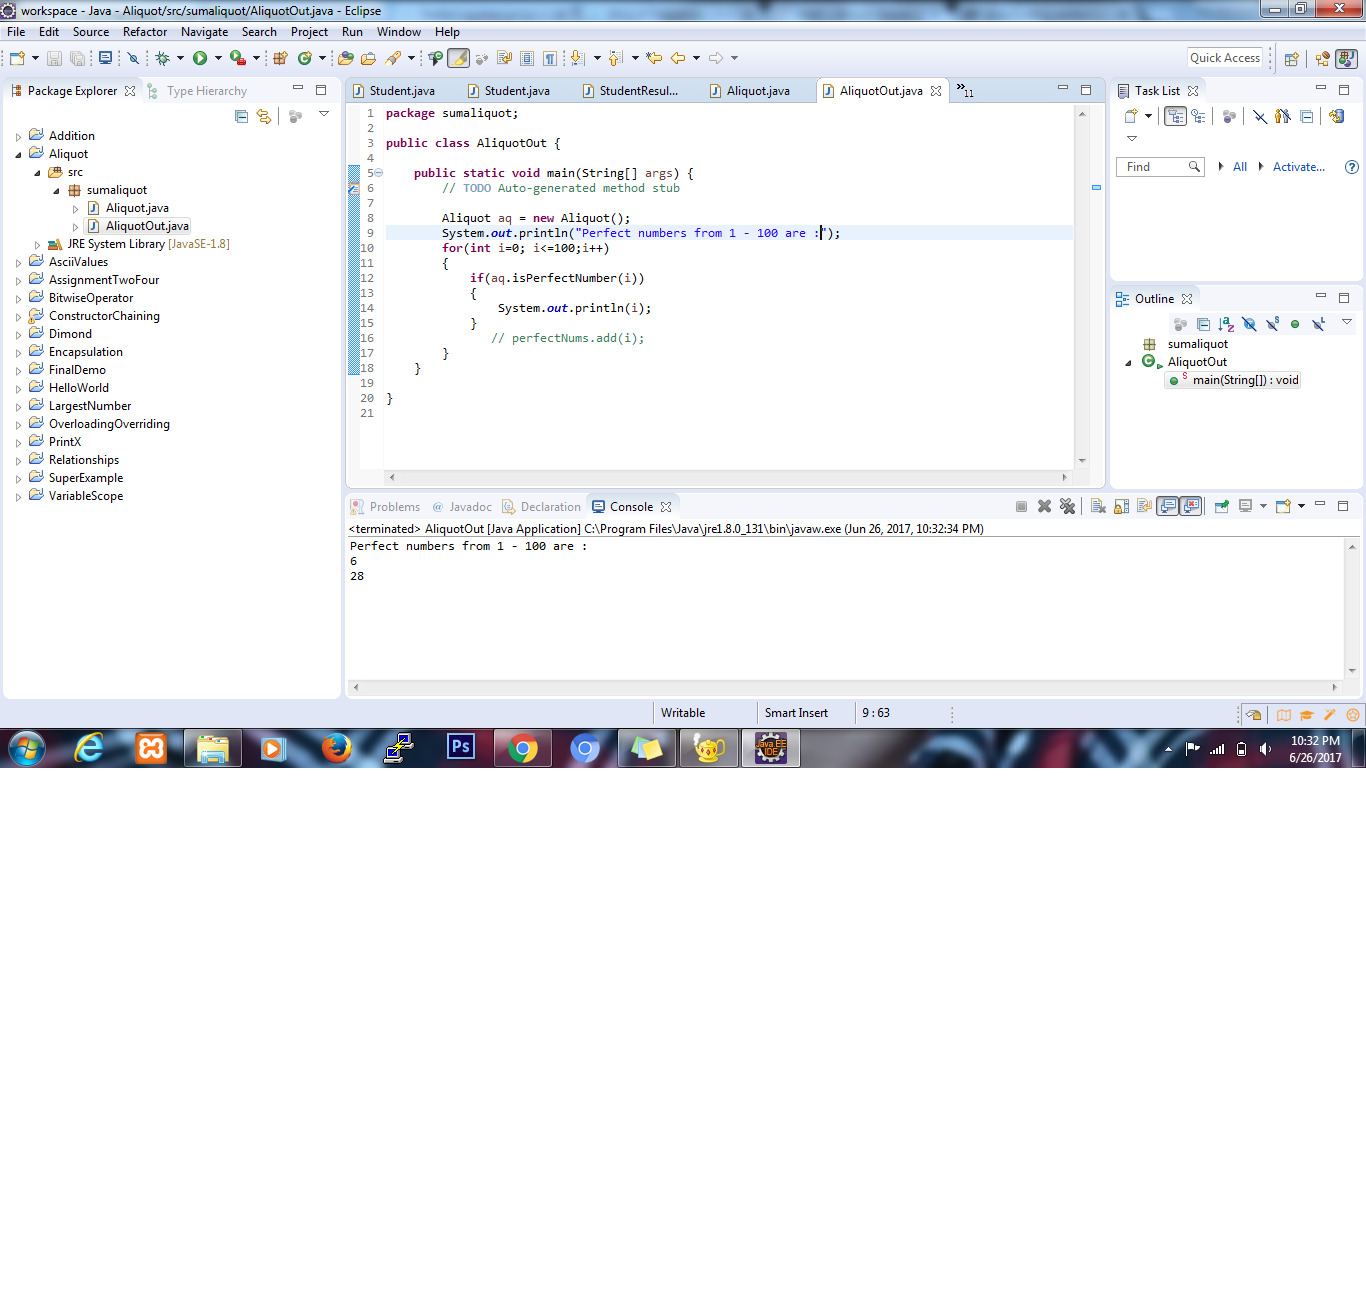 workspace - Java - Aliquot/src/sumaliquot/AliquotOut.java - Eclipse
File Edit Source Refactor Navigate Search Project Run Window Help
Quick Access
Package Explorer Type Hierarchy
Addition
Aliquot
src
sumaliquot
Aliquot.java
AliquotOut.java
JRE System Library [JavaSE-1.8]
AsciiValues
AssignmentTwoFour
BitwiseOperator
ConstructorChaining
Dimond
Encapsulation
FinalDemo
HelloWorld
LargestNumber
OverloadingOverriding
PrintX
Relationships
SuperExample
VariableScope
Student.java Student.java StudentResul... Aliquot.java AliquotOut.java »11
1 package sumaliquot;
2
3 public class AliquotOut {
4
5 public static void main(String[] args) {
6 // TODO Auto-generated method stub
7
8 Aliquot aq = new Aliquot();
9 System.out.println("Perfect numbers from 1 - 100 are :");
10 for(int i=0; i<=100;i++)
11 {
12 if(aq.isPerfectNumber(i))
13 {
14 System.out.println(i);
15 }
16 // perfectNums.add(i);
17 }
18 }
19
20 }
21
Task List
Find All Activate...
Outline
sumaliquot
AliquotOut
main(String[]) : void
Problems @ Javadoc Declaration Console
<terminated> AliquotOut [Java Application] C:\Program Files\Java\jre1.8.0_131\bin\javaw.exe (Jun 26, 2017, 10:32:34 PM)
Perfect numbers from 1 - 100 are :
6
28
Writable Smart Insert 9 : 63
Ps
Java EE
IDE
10:32 PM
6/26/2017